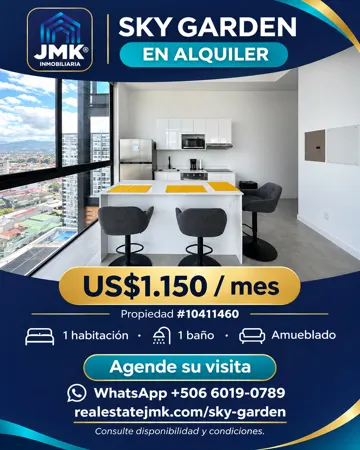 JMK®
INMOBILIARIA
SKY GARDEN
EN ALQUILER
US$1.150 / mes
Propiedad #10411460
1 habitación • 1 baño • Amueblado
Agende su visita
WhatsApp +506 6019-0789
realestatejmk.com/sky-garden
Consulte disponibilidad y condiciones.